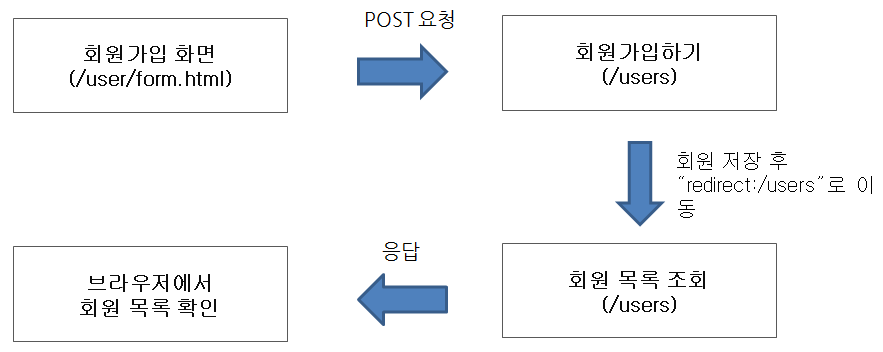 POST 요청
회원가입 화면
(/user/form.html)
회원가입하기
(/users)
회원 저장 후
“redirect:/users”로 이
동
응답
브라우저에서
회원 목록 확인
회원 목록 조회
(/users)